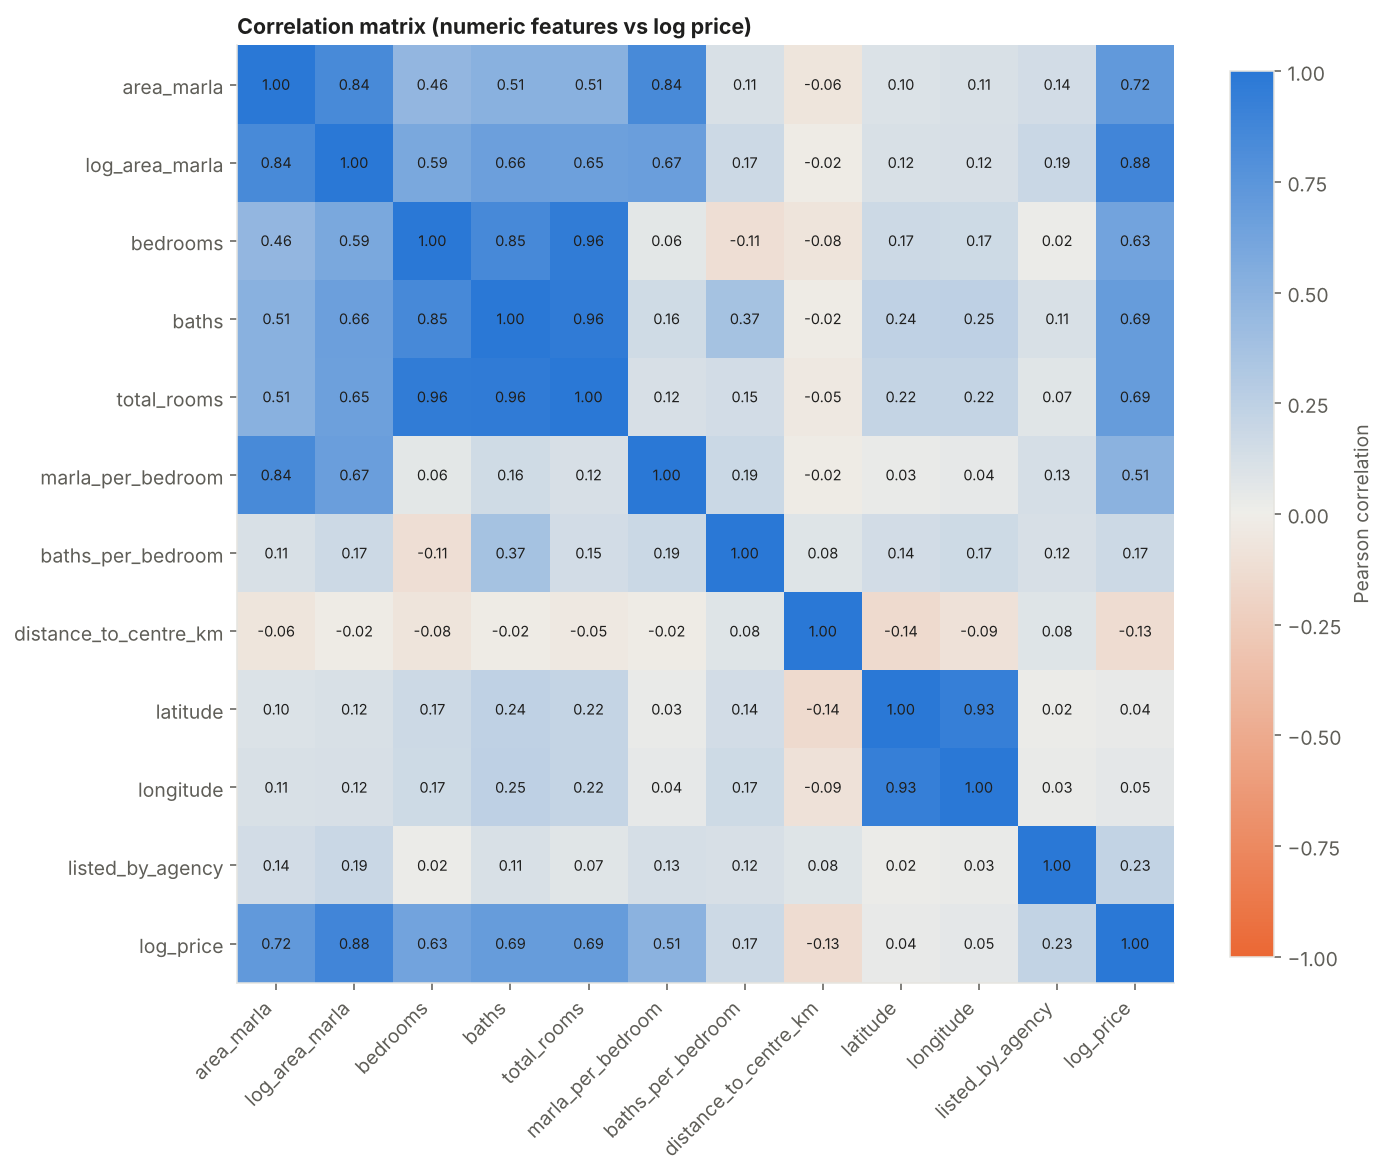 Correlation matrix (numeric features vs log price)
area_marla 1.00 0.84 0.46 0.51 0.51 0.84 0.11 -0.06 0.10 0.11 0.14 0.72
log_area_marla 0.84 1.00 0.59 0.66 0.65 0.67 0.17 -0.02 0.12 0.12 0.19 0.88
bedrooms 0.46 0.59 1.00 0.85 0.96 0.06 -0.11 -0.08 0.17 0.17 0.02 0.63
baths 0.51 0.66 0.85 1.00 0.96 0.16 0.37 -0.02 0.24 0.25 0.11 0.69
total_rooms 0.51 0.65 0.96 0.96 1.00 0.12 0.15 -0.05 0.22 0.22 0.07 0.69
marla_per_bedroom 0.84 0.67 0.06 0.16 0.12 1.00 0.19 -0.02 0.03 0.04 0.13 0.51
baths_per_bedroom 0.11 0.17 -0.11 0.37 0.15 0.19 1.00 0.08 0.14 0.17 0.12 0.17
distance_to_centre_km -0.06 -0.02 -0.08 -0.02 -0.05 -0.02 0.08 1.00 -0.14 -0.09 0.08 -0.13
latitude 0.10 0.12 0.17 0.24 0.22 0.03 0.14 -0.14 1.00 0.93 0.02 0.04
longitude 0.11 0.12 0.17 0.25 0.22 0.04 0.17 -0.09 0.93 1.00 0.03 0.05
listed_by_agency 0.14 0.19 0.02 0.11 0.07 0.13 0.12 0.08 0.02 0.03 1.00 0.23
log_price 0.72 0.88 0.63 0.69 0.69 0.51 0.17 -0.13 0.04 0.05 0.23 1.00
area_marla
log_area_marla
bedrooms
baths
total_rooms
marla_per_bedroom
baths_per_bedroom
distance_to_centre_km
latitude
longitude
listed_by_agency
log_price
1.00
0.75
0.50
0.25
0.00
−0.25
−0.50
−0.75
−1.00
Pearson correlation